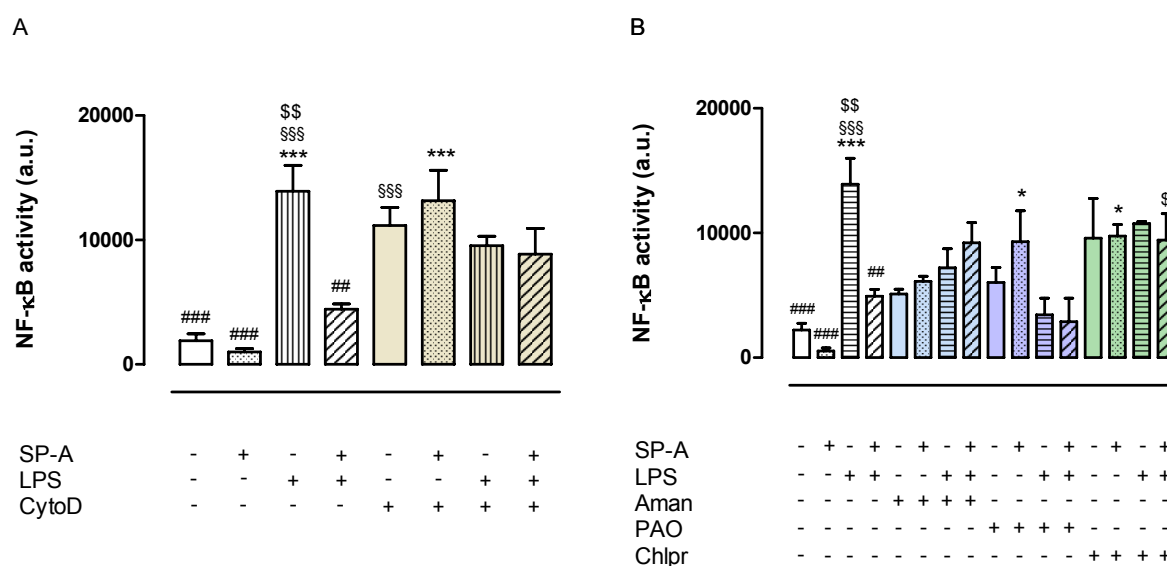 A
B
NF-κB activity (a.u.)
20000
10000
0
###
###
$$
§§§
***
##
§§§
***
SP-A - + - + - + - +
LPS - - + + - - + +
CytoD - - - - + + + +
NF-κB activity (a.u.)
20000
10000
0
###
###
$$
§§§
***
##
*
*
$
SP-A - + - + - + - + - + - + - + - +
LPS - - + + - - + + - - + + - - + +
Aman - - - - + + + + - - - - - - - -
PAO - - - - - - - - + + + + - - - -
Chlpr - - - - - - - - - - - - + + + +